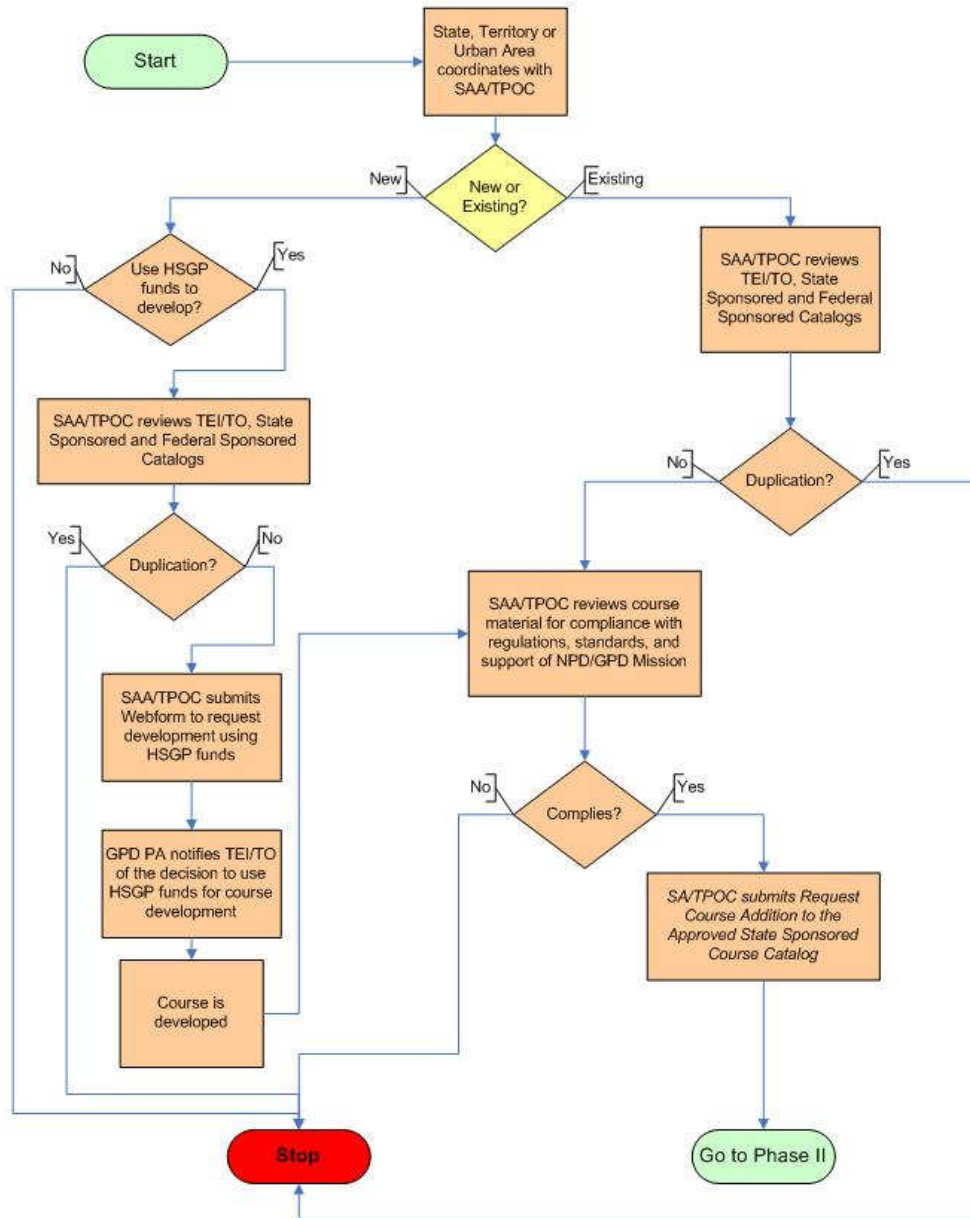 Start
State, Territory or
Urban Area
coordinates with
SAA/TPOC
New or
Existing?
New
Existing
Use HSGP
funds to
develop?
No
Yes
SAA/TPOC reviews
TEI/TO, State
Sponsored and Federal
Sponsored Catalogs
SAA/TPOC reviews TEI/TO, State
Sponsored and Federal Sponsored
Catalogs
Duplication?
No
Yes
Duplication?
Yes
No
SAA/TPOC reviews course
material for compliance with
regulations, standards, and
support of NPD/GPD Mission
SAA/TPOC submits
Webform to request
development using
HSGP funds
Complies?
No
Yes
GPD PA notifies TEI/TO
of the decision to use
HSGP funds for course
development
SA/TPOC submits Request
Course Addition to the
Approved State Sponsored
Course Catalog
Course is
developed
Stop
Go to Phase II